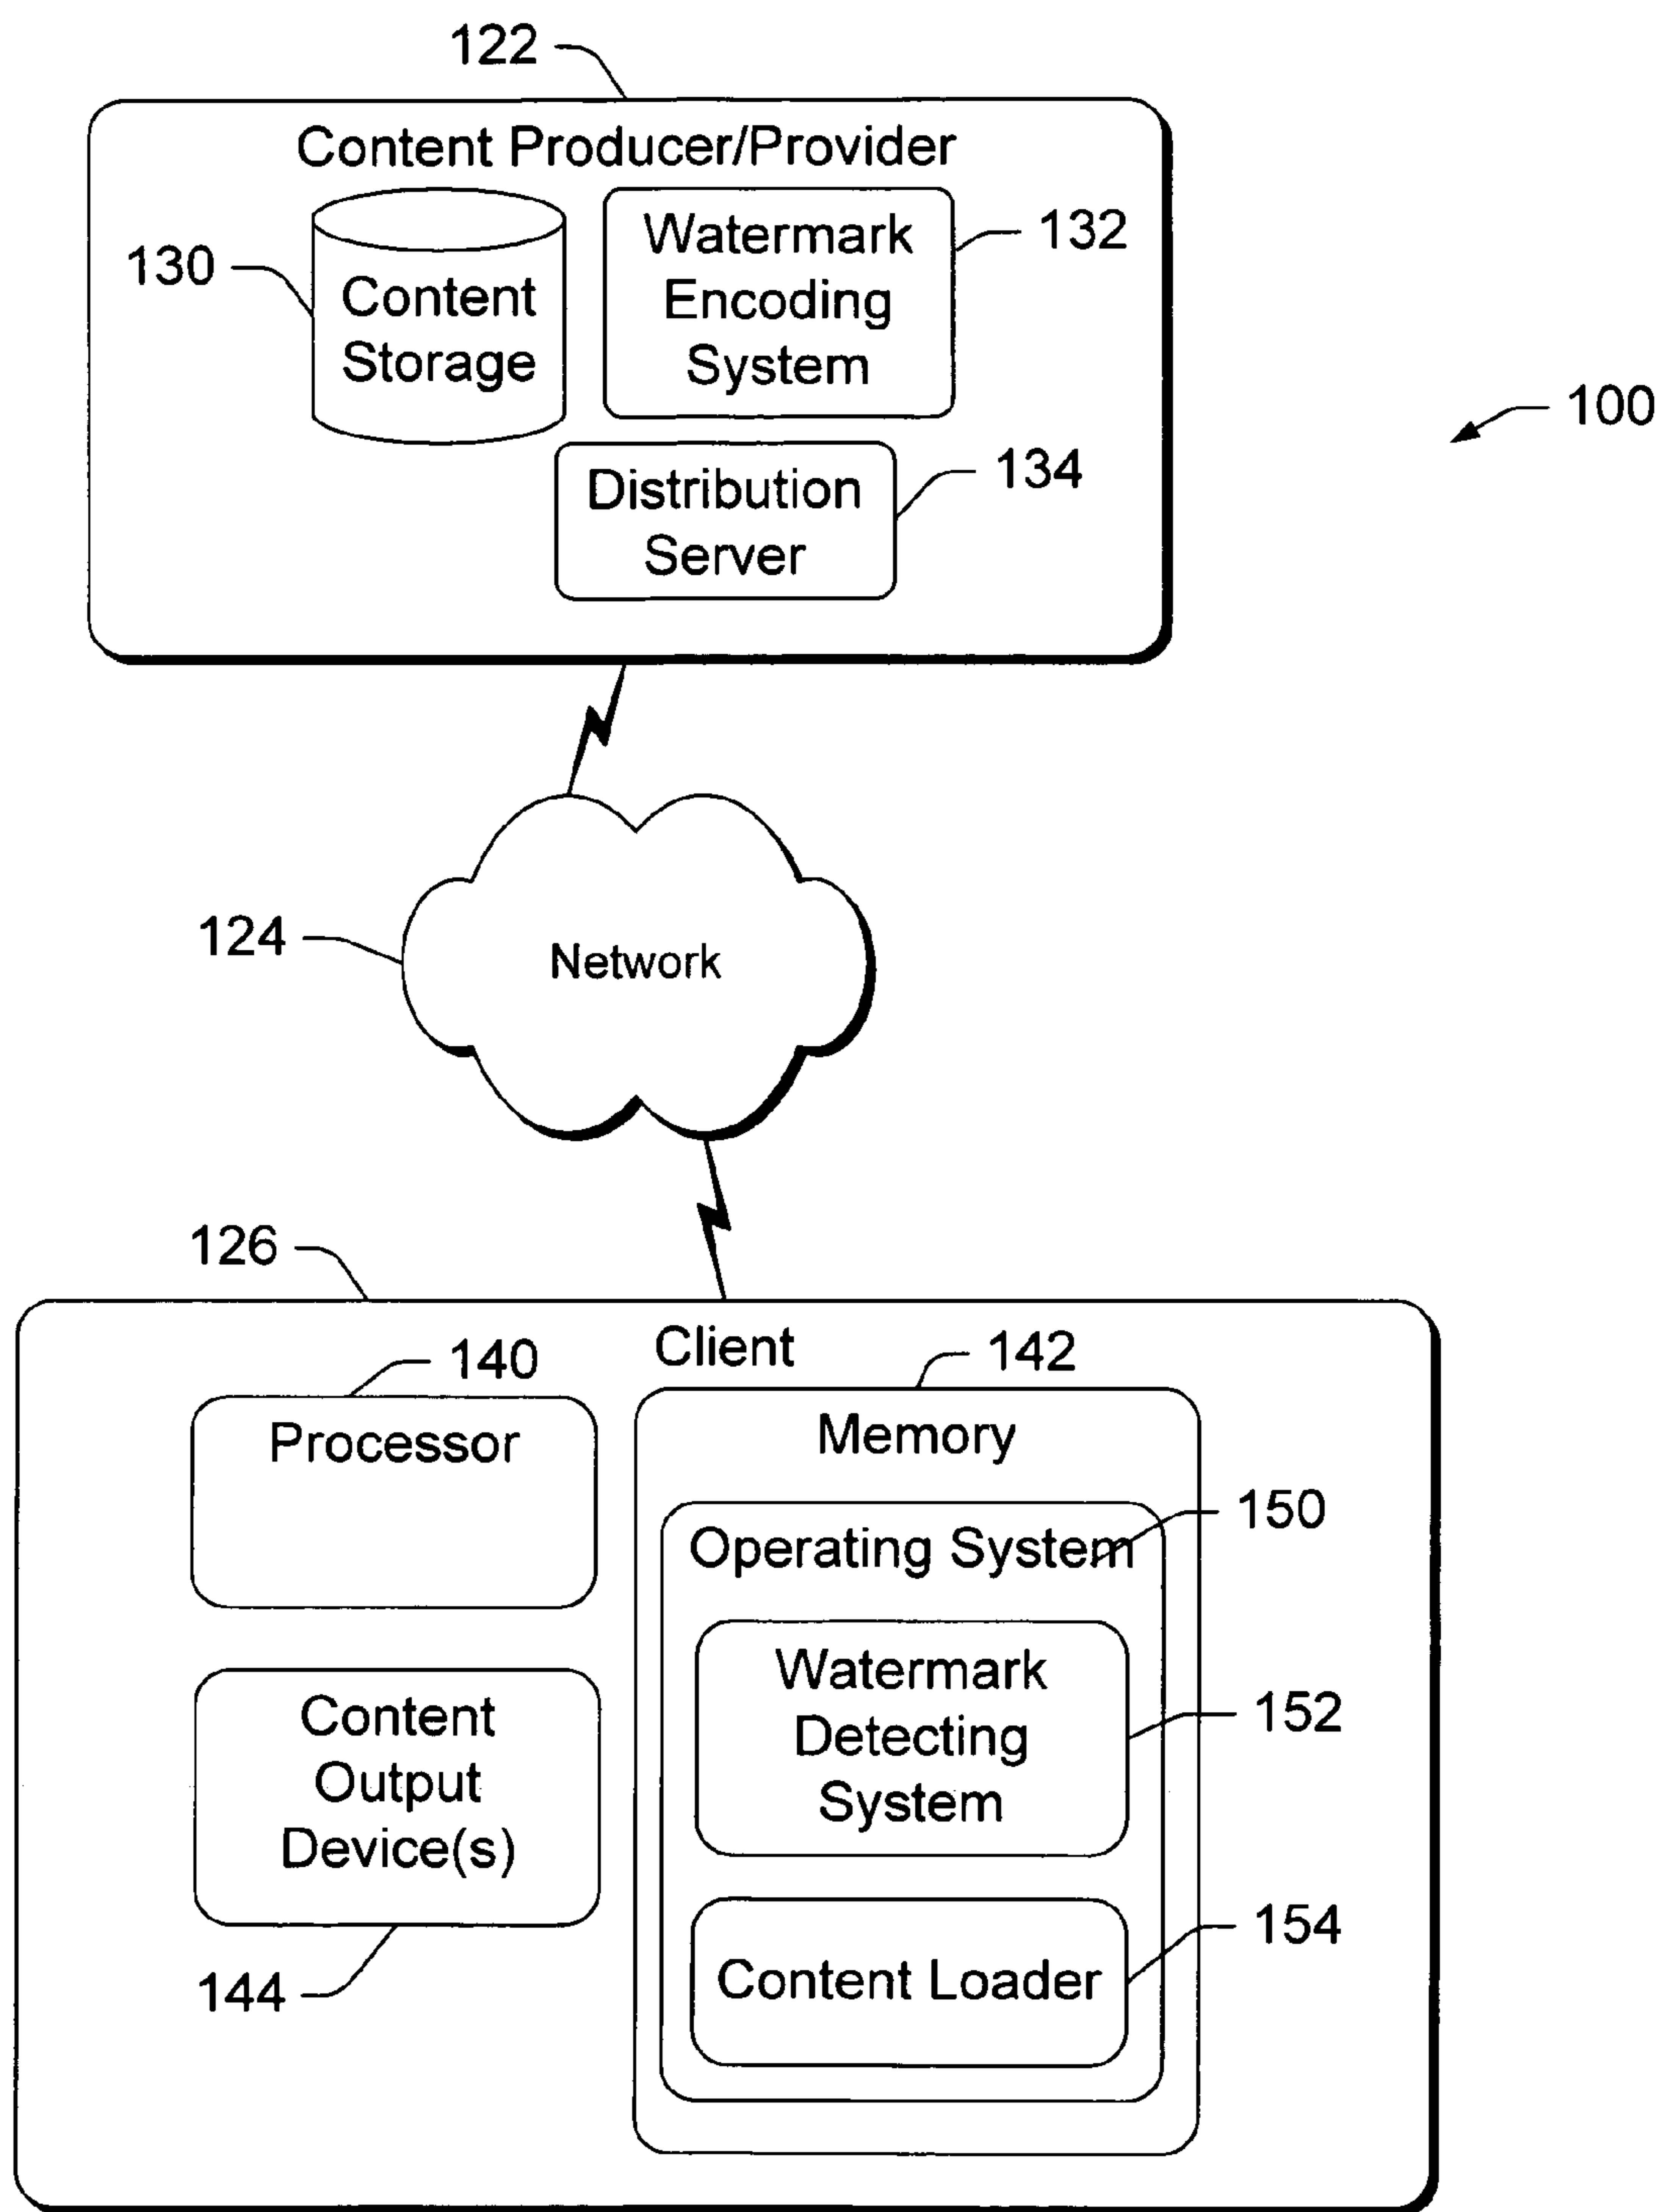 122
Content Producer/Provider
130
Content
Storage
Watermark
Encoding
System
132
100
Distribution
Server
134
124
Network
126
Client
140
Processor
142
Memory
150
Operating System
Watermark
Detecting
System
152
Content
Output
Device(s)
144
Content Loader
154